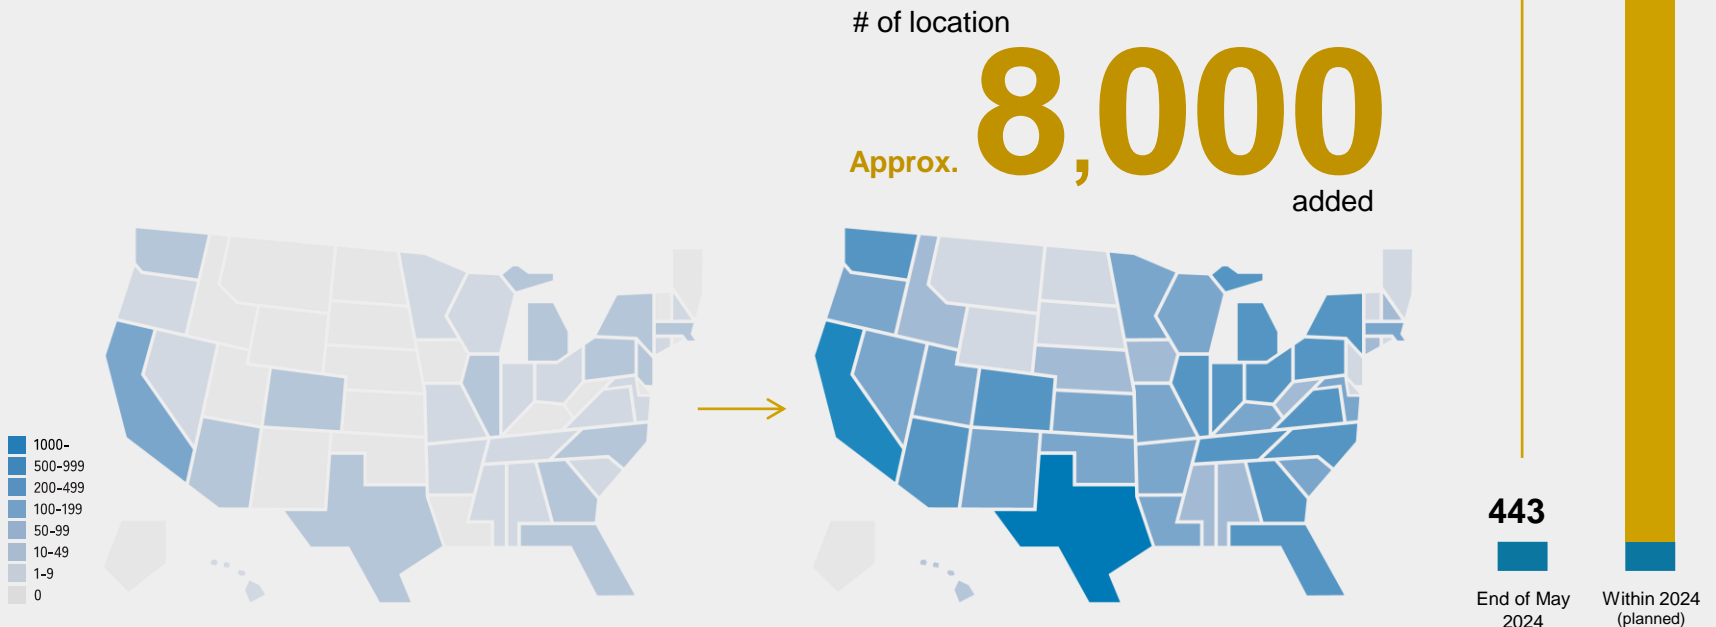 # of location
Approx. 8,000
added
1000-
500-999
200-499
100-199
50-99
10-49
1-9
0
443
End of May
2024
Within 2024
(planned)